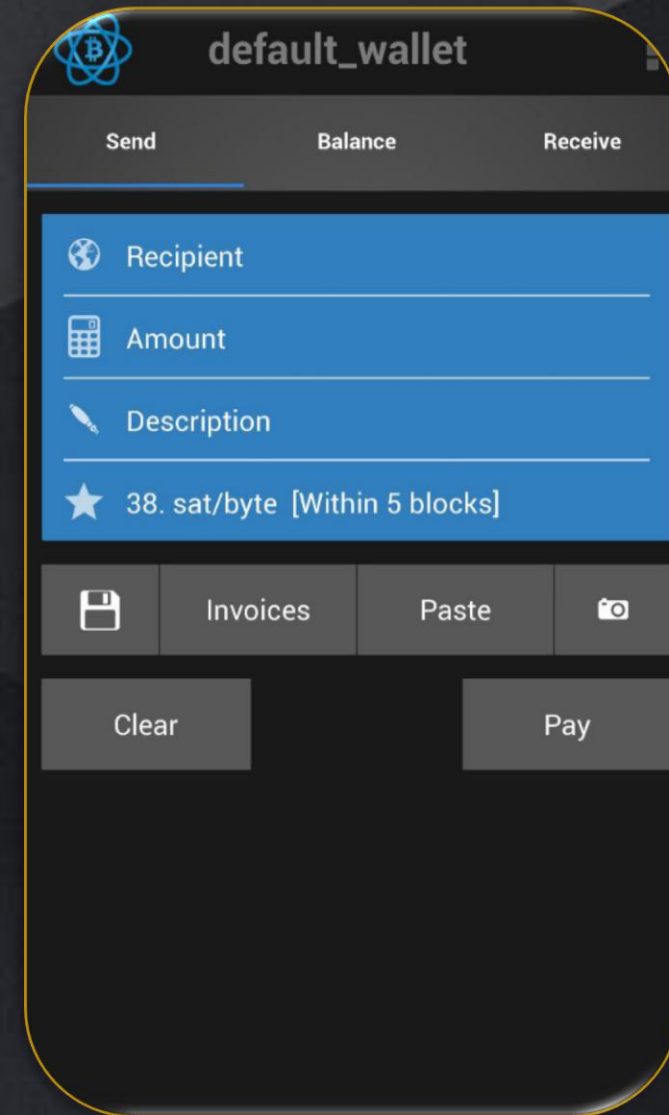 default_wallet
Send Balance Receive
Recipient
Amount
Description
38. sat/byte [Within 5 blocks]
Invoices Paste
Clear Pay